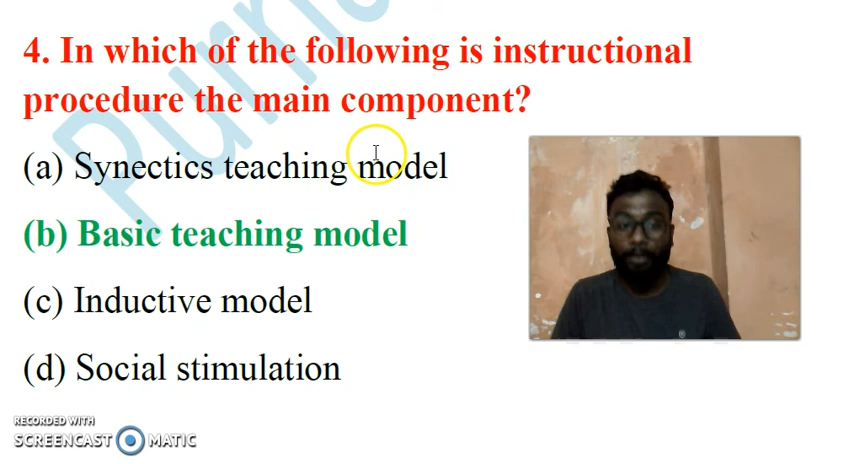 4. In which of the following is instructional
procedure the main component?
(a) Synectics teaching model
(b) Basic teaching model
(c) Inductive model
(d) Social stimulation
RECORDED WITH
SCREENCAST MATIC